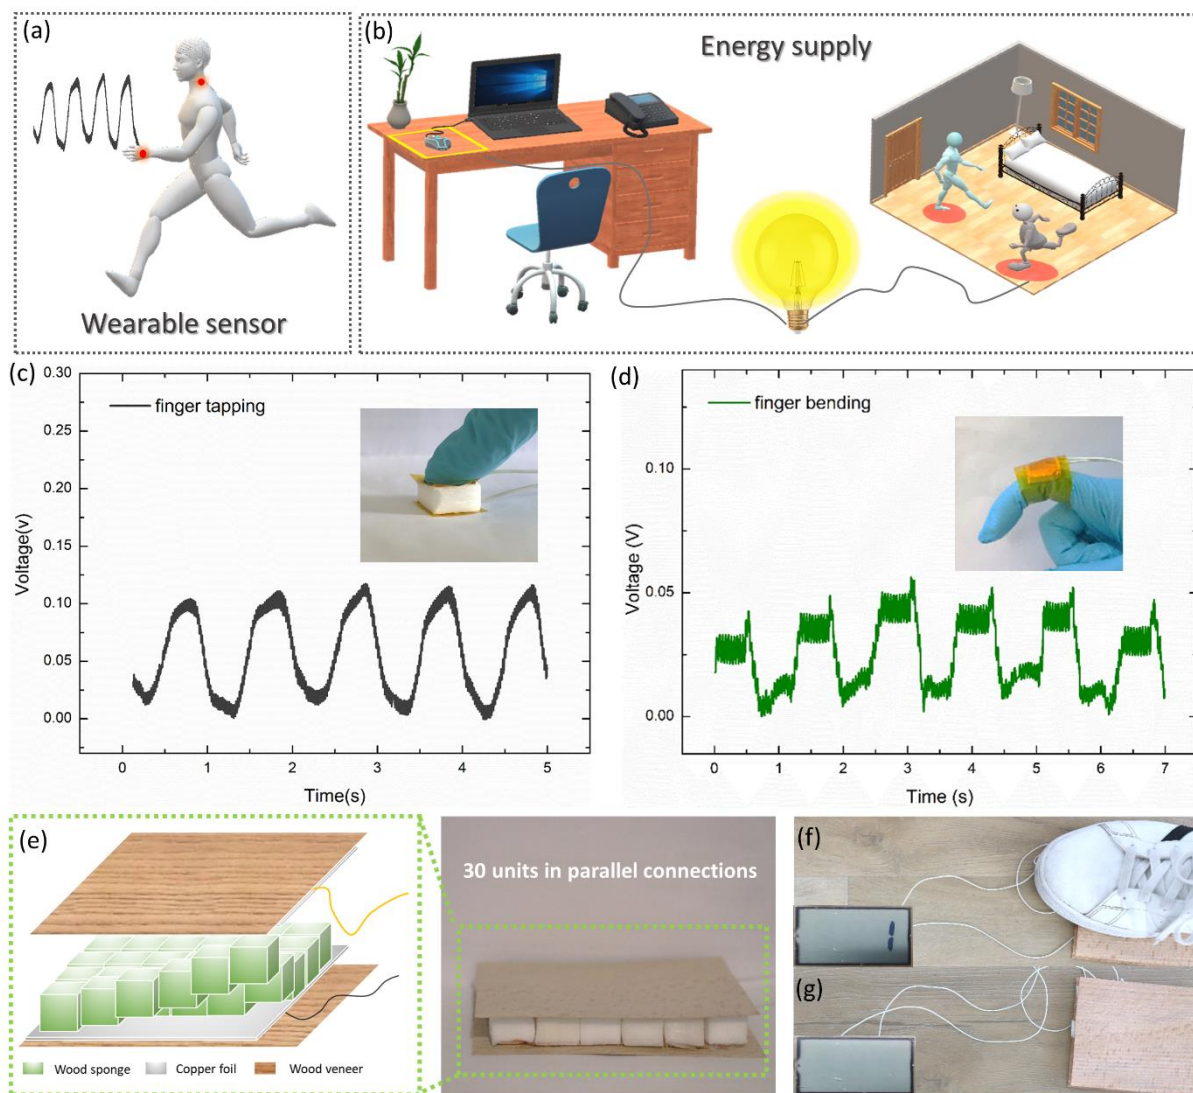 (a)
Wearable sensor
(b)
Energy supply
(c)
0.30
0.25
0.20
0.15
0.10
0.05
0.00
Voltage(v)
finger tapping
0 1 2 3 4 5
Time(s)
(d)
0.10
0.05
0.00
Voltage (V)
finger bending
0 1 2 3 4 5 6 7
Time (s)
(e)
Wood sponge Copper foil Wood veneer
30 units in parallel connections
(f)
1
(g)